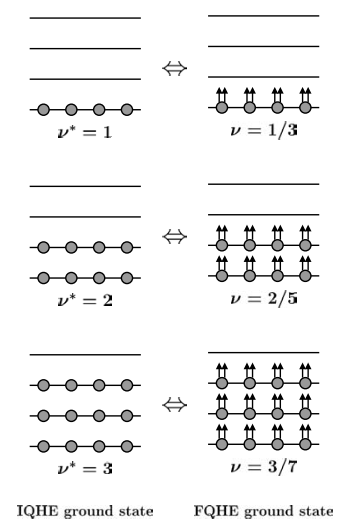 ⇔
ν* = 1 ν = 1/3
⇔
ν* = 2 ν = 2/5
⇔
ν* = 3 ν = 3/7
IQHE ground state FQHE ground state